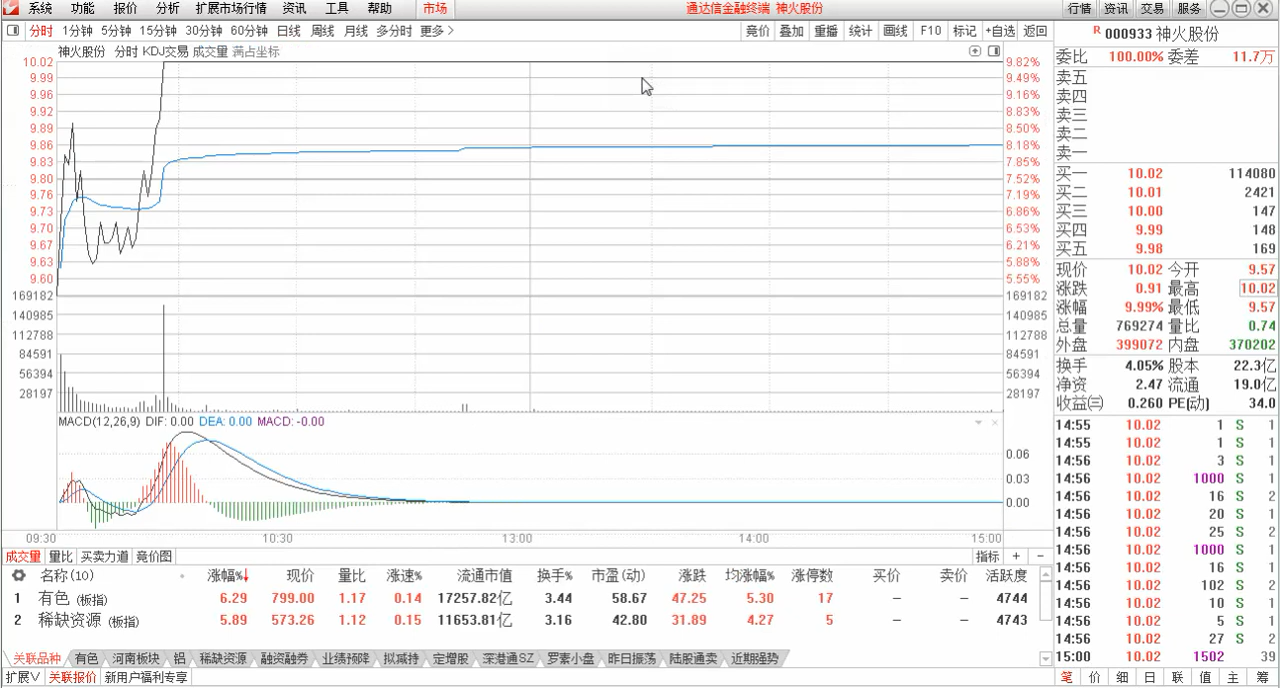 系统 功能 报价 分析 扩展市场行情 资讯 工具 帮助 市场 通达信金融终端 神火股份 行情 资讯 交易 服务
分时 1分钟 5分钟 15分钟 30分钟 60分钟 日线 周线 月线 多分时 更多> 竞价 叠加 重播 统计 画线 F10 标记 +自选 返回
R 000933 神火股份
神火股份 分时 KDJ交易 成交量 满占坐标
委比 100.00% 委差 11.7万
卖五
卖四
卖三
卖二
卖一
买一 10.02 114080
买二 10.01 2421
买三 10.00 147
买四 9.99 148
买五 9.98 169
现价 10.02 今开 9.57
涨跌 0.91 最高 10.02
涨幅 9.99% 最低 9.57
总量 769274 量比 0.74
外盘 399072 内盘 370202
换手 4.05% 股本 22.3亿
净资 2.47 流通 19.0亿
收益㈢ 0.260 PE(动) 34.0
10.02 9.82%
9.99 9.49%
9.96 9.16%
9.92 8.83%
9.89 8.50%
9.86 8.18%
9.83 7.85%
9.80 7.52%
9.76 7.19%
9.73 6.86%
9.70 6.53%
9.67 6.21%
9.63 5.88%
9.60 5.55%
169182 169182
140985 140985
112788 112788
84591 84591
56394 56394
28197 28197
MACD(12,26,9) DIF: 0.00 DEA: 0.00 MACD: -0.00
0.06
0.03
0.00
09:30 10:30 13:00 14:00 15:00
14:55 10.02 1 S 1
14:55 10.02 1 S 1
14:56 10.02 3 S 1
14:56 10.02 1000 S 1
14:56 10.02 16 S 2
14:56 10.02 20 S 1
14:56 10.02 25 S 2
14:56 10.02 1000 S 1
14:56 10.02 16 S 1
14:56 10.02 102 S 2
14:56 10.02 10 S 1
14:56 10.02 5 S 1
14:56 10.02 27 S 2
15:00 10.02 1502 39
成交量 量比 买卖力道 竞价图 指标 + −
名称(10) 涨幅%↓ 现价 量比 涨速% 流通市值 换手% 市盈(动) 涨跌 均涨幅% 涨停数 买价 卖价 活跃度
1 有色 (板指) 6.29 799.00 1.17 0.14 17257.82亿 3.44 58.67 47.25 5.30 17 – – 4744
2 稀缺资源 (板指) 5.89 573.26 1.12 0.15 11653.81亿 3.16 42.80 31.89 4.27 5 – – 4743
关联品种 有色 河南板块 铝 稀缺资源 融资融券 业绩预降 拟减持 定增股 深港通SZ 罗素小盘 昨日振荡 陆股通卖 近期强势
扩展∨ 关联报价 新用户福利专享 笔 价 细 日 联 值 主 筹